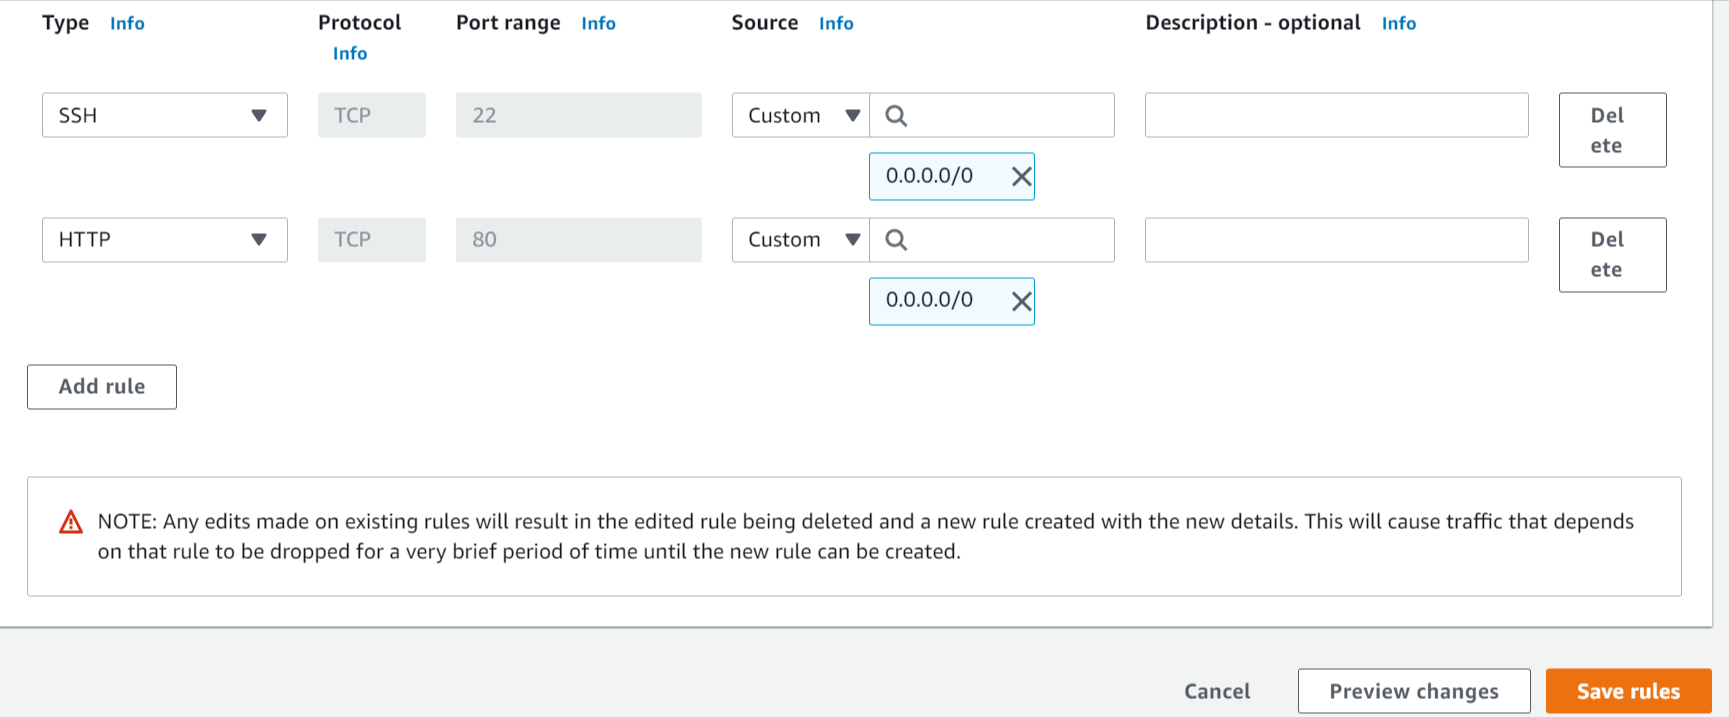 Type Info Protocol Info Port range Info Source Info Description - optional Info
SSH TCP 22 Custom Del
ete
0.0.0.0/0
HTTP TCP 80 Custom Del
ete
0.0.0.0/0
Add rule
NOTE: Any edits made on existing rules will result in the edited rule being deleted and a new rule created with the new details. This will cause traffic that depends
on that rule to be dropped for a very brief period of time until the new rule can be created.
Cancel Preview changes Save rules